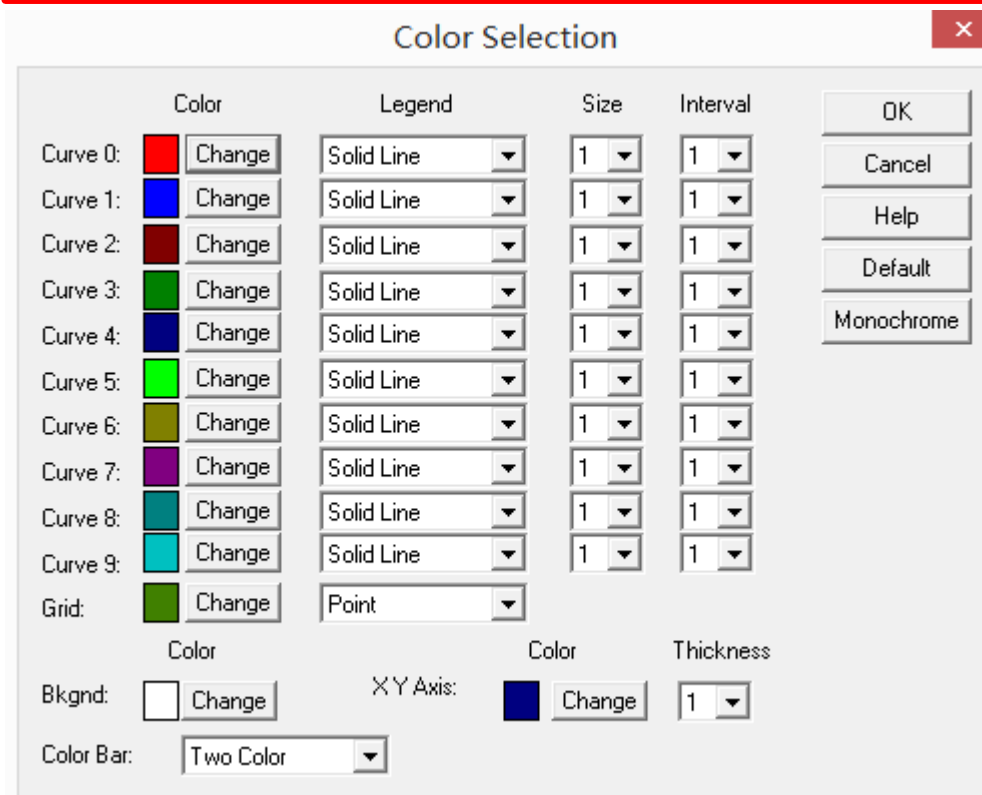 Color Selection
Color Legend Size Interval
OK
Curve 0: Change Solid Line 1 1
Cancel
Curve 1: Change Solid Line 1 1
Help
Curve 2: Change Solid Line 1 1
Default
Curve 3: Change Solid Line 1 1
Monochrome
Curve 4: Change Solid Line 1 1
Curve 5: Change Solid Line 1 1
Curve 6: Change Solid Line 1 1
Curve 7: Change Solid Line 1 1
Curve 8: Change Solid Line 1 1
Curve 9: Change Solid Line 1 1
Grid: Change Point
Color Color Thickness
Bkgnd: Change X Y Axis: Change 1
Color Bar: Two Color